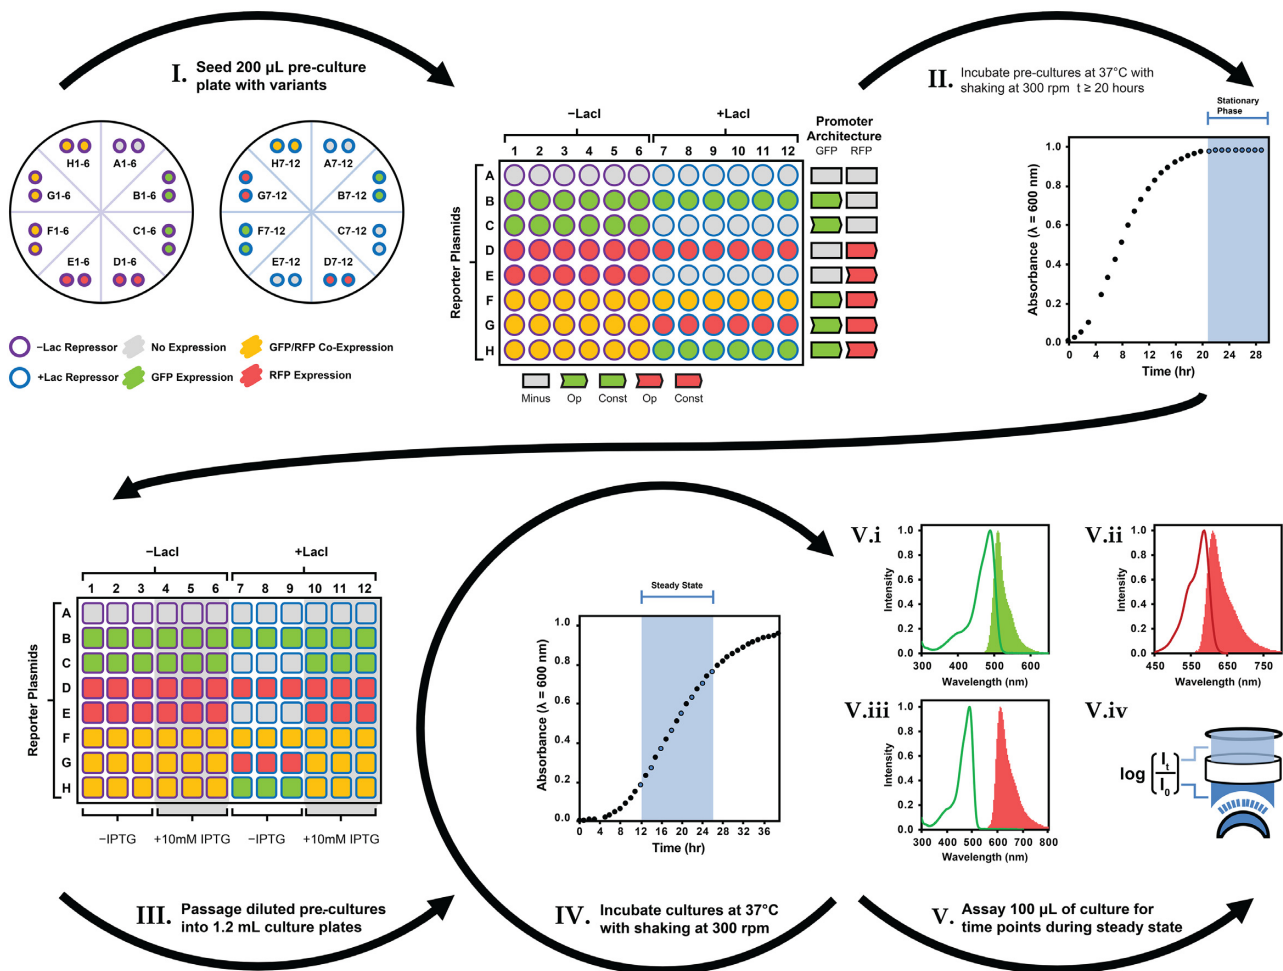 I. Seed 200 µL pre-culture
plate with variants
H1-6 A1-6
G1-6 B1-6
F1-6 C1-6
E1-6 D1-6
H7-12 A7-12
G7-12 B7-12
F7-12 C7-12
E7-12 D7-12
−Lac Repressor
No Expression
GFP/RFP Co-Expression
+Lac Repressor
GFP Expression
RFP Expression
−LacI +LacI
1 2 3 4 5 6 7 8 9 10 11 12
Reporter Plasmids
A
B
C
D
E
F
G
H
Promoter
Architecture
GFP RFP
Minus Op Const Op Const
II. Incubate pre-cultures at 37°C with
shaking at 300 rpm t ≥ 20 hours
Stationary
Phase
Absorbance (λ = 600 nm)
1.0
0.8
0.6
0.4
0.2
0.0
0 4 8 12 16 20 24 28
Time (hr)
−LacI +LacI
1 2 3 4 5 6 7 8 9 10 11 12
Reporter Plasmids
A
B
C
D
E
F
G
H
−IPTG +10mM IPTG −IPTG +10mM IPTG
III. Passage diluted pre-cultures
into 1.2 mL culture plates
Steady State
Absorbance (λ = 600 nm)
1.0
0.8
0.6
0.4
0.2
0.0
0 4 8 12 16 20 24 28 32 36
Time (hr)
IV. Incubate cultures at 37°C
with shaking at 300 rpm
V.i
Intensity
1.0
0.8
0.6
0.4
0.2
0.0
300 400 500 600
Wavelength (nm)
V.ii
Intensity
1.0
0.8
0.6
0.4
0.2
0.0
450 550 650 750
Wavelength (nm)
V.iii
Intensity
1.0
0.8
0.6
0.4
0.2
0.0
300 400 500 600 700 800
Wavelength (nm)
V.iv
log (It/I0)
V. Assay 100 µL of culture for
time points during steady state